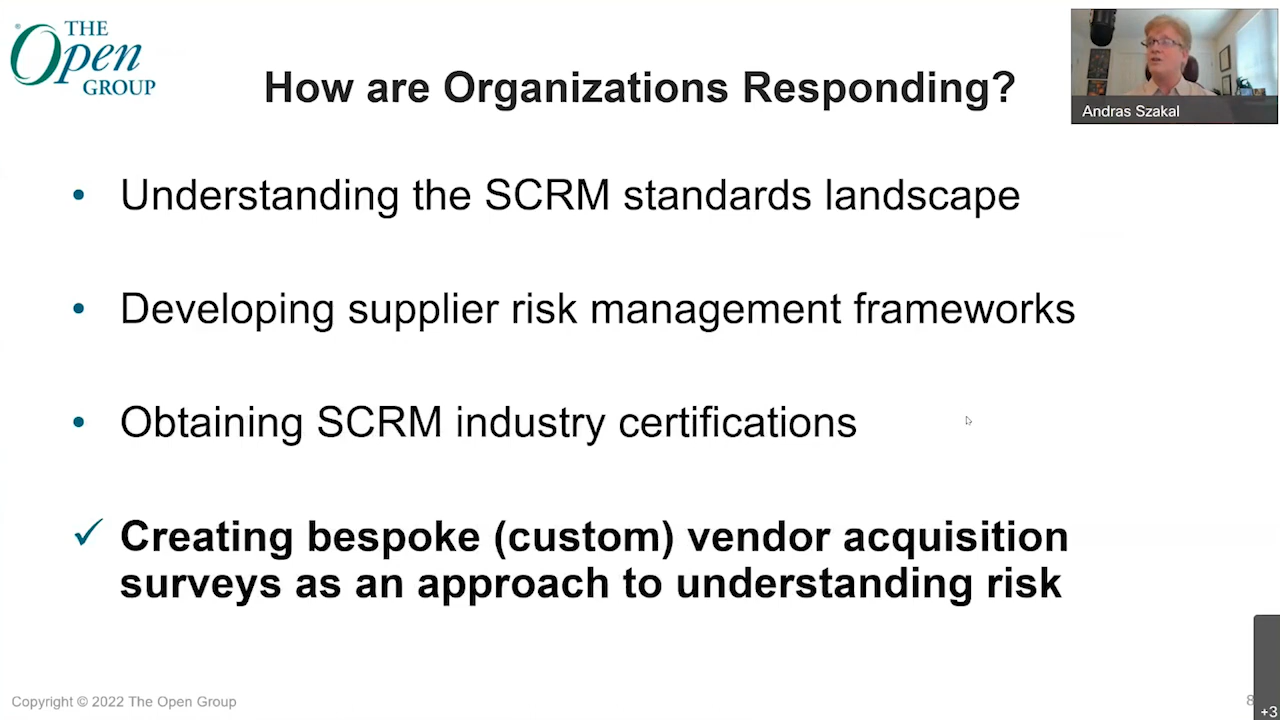 THE
Open
GROUP
How are Organizations Responding?
Andras Szakal
• Understanding the SCRM standards landscape
• Developing supplier risk management frameworks
• Obtaining SCRM industry certifications
✓ Creating bespoke (custom) vendor acquisition
surveys as an approach to understanding risk
Copyright © 2022 The Open Group
8
+3